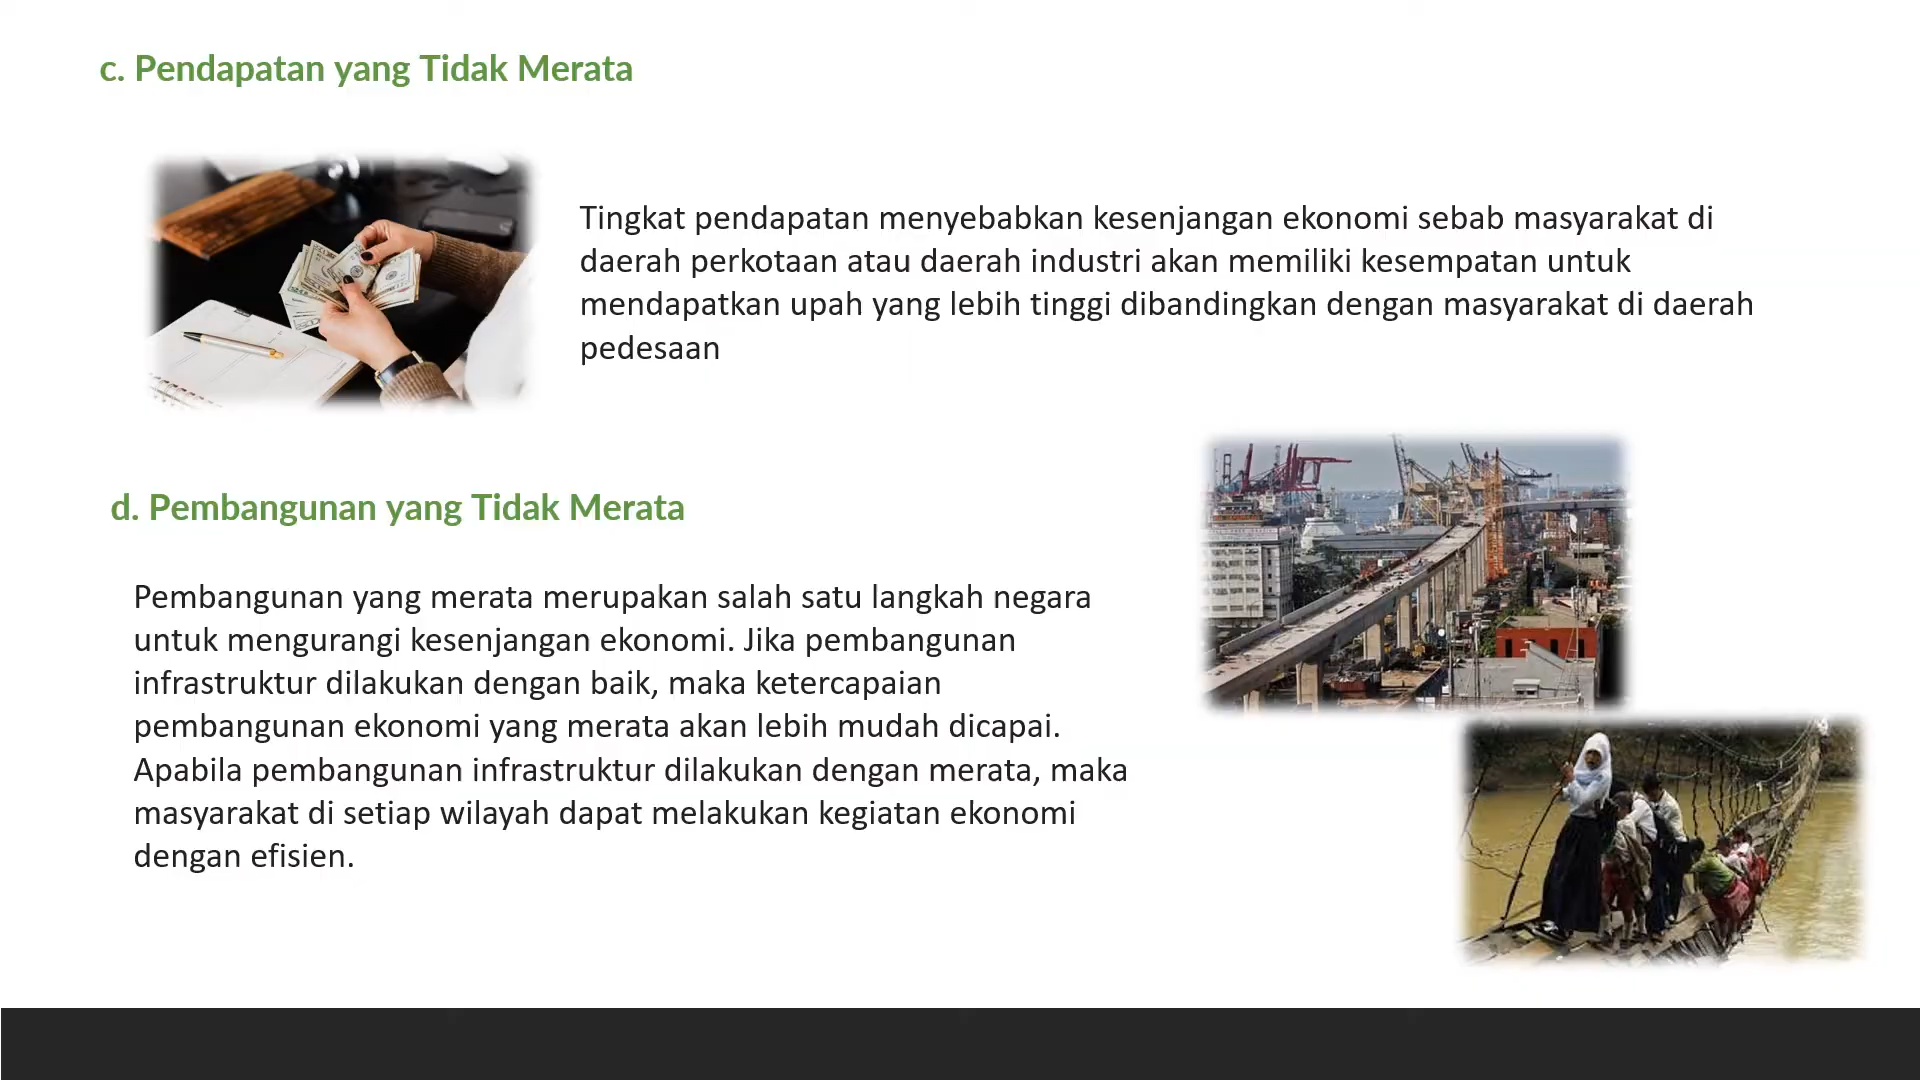 c. Pendapatan yang Tidak Merata
Tingkat pendapatan menyebabkan kesenjangan ekonomi sebab masyarakat di
daerah perkotaan atau daerah industri akan memiliki kesempatan untuk
mendapatkan upah yang lebih tinggi dibandingkan dengan masyarakat di daerah
pedesaan
d. Pembangunan yang Tidak Merata
Pembangunan yang merata merupakan salah satu langkah negara
untuk mengurangi kesenjangan ekonomi. Jika pembangunan
infrastruktur dilakukan dengan baik, maka ketercapaian
pembangunan ekonomi yang merata akan lebih mudah dicapai.
Apabila pembangunan infrastruktur dilakukan dengan merata, maka
masyarakat di setiap wilayah dapat melakukan kegiatan ekonomi
dengan efisien.